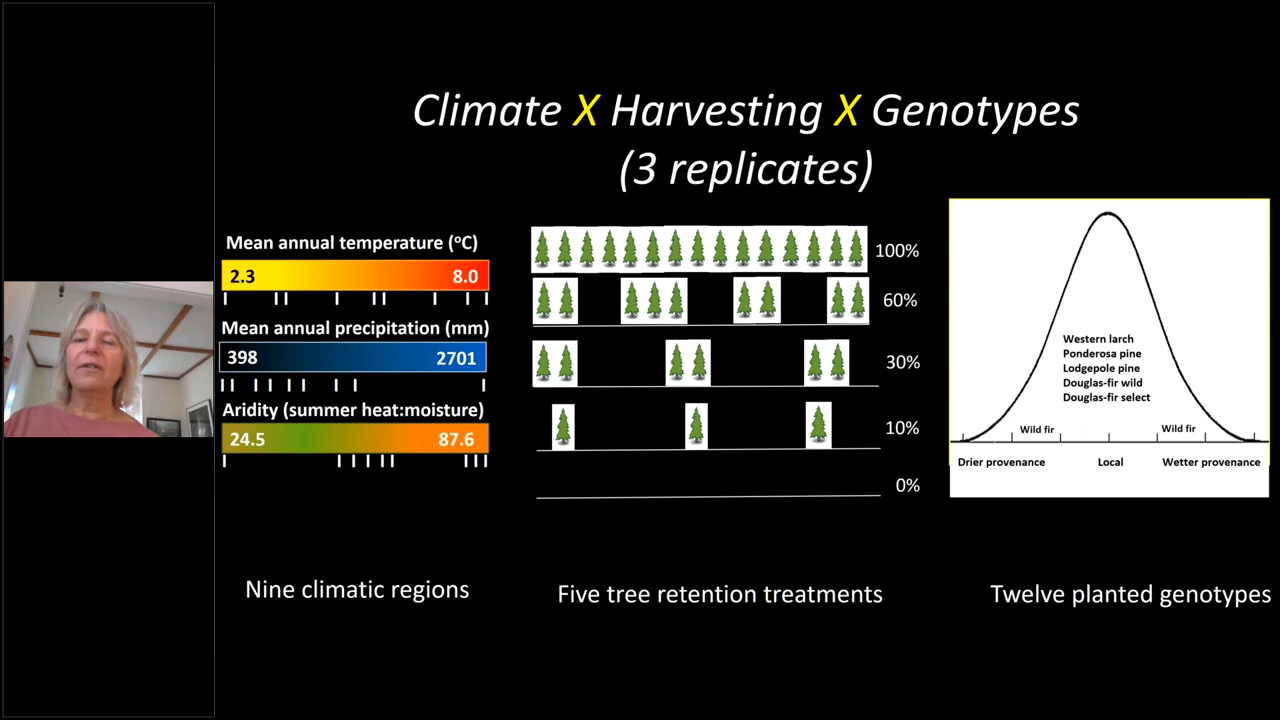 Climate X Harvesting X Genotypes
(3 replicates)
Mean annual temperature (ºC)
2.3 8.0
Mean annual precipitation (mm)
398 2701
Aridity (summer heat:moisture)
24.5 87.6
Nine climatic regions
100%
60%
30%
10%
0%
Five tree retention treatments
Western larch
Ponderosa pine
Lodgepole pine
Douglas-fir wild
Douglas-fir select
Wild fir Wild fir
Drier provenance Local Wetter provenance
Twelve planted genotypes